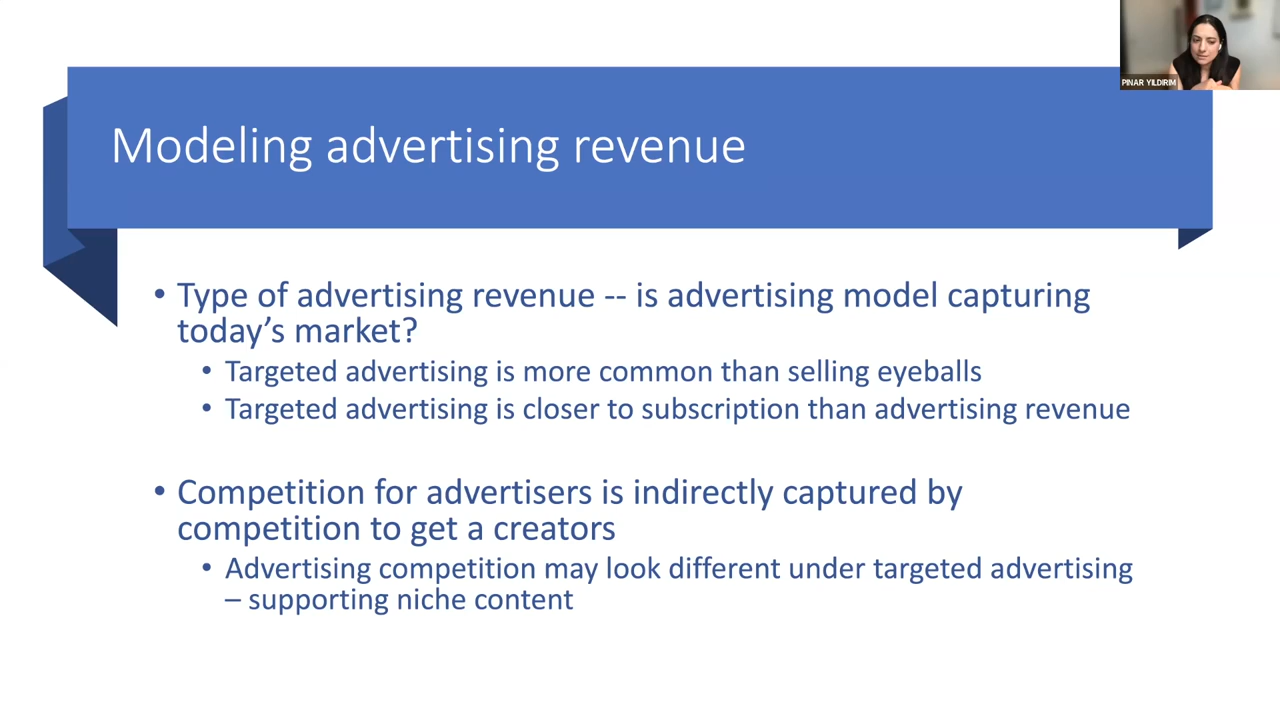 PINAR YILDIRIM
Modeling advertising revenue
• Type of advertising revenue -- is advertising model capturing
today's market?
• Targeted advertising is more common than selling eyeballs
• Targeted advertising is closer to subscription than advertising revenue
• Competition for advertisers is indirectly captured by
competition to get a creators
• Advertising competition may look different under targeted advertising
– supporting niche content